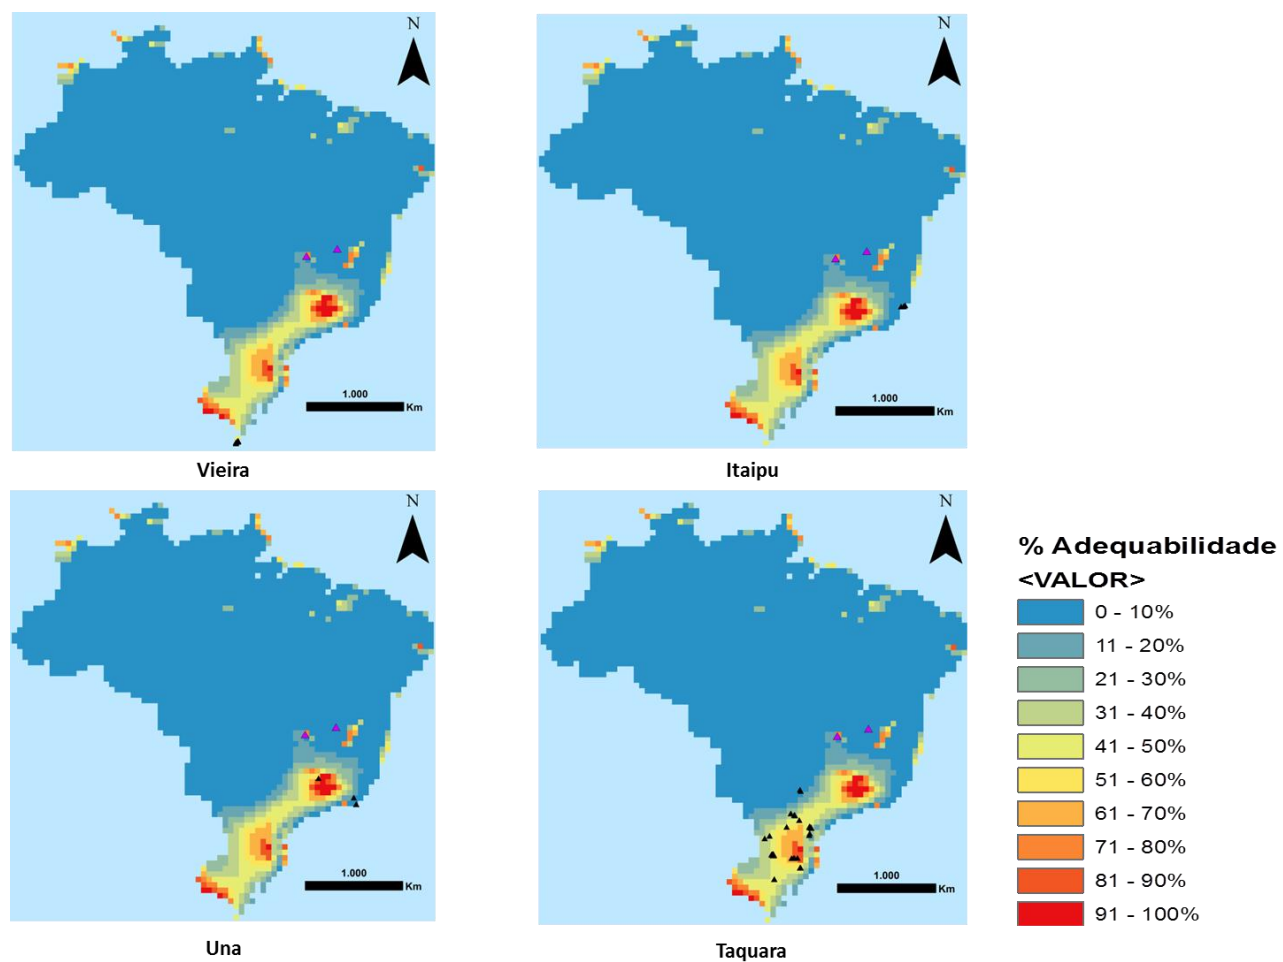 N
1.000
Km
Vieira
N
1.000
Km
Itaipu
N
1.000
Km
Una
N
1.000
Km
Taquara
% Adequabilidade
<VALOR>
0 - 10%
11 - 20%
21 - 30%
31 - 40%
41 - 50%
51 - 60%
61 - 70%
71 - 80%
81 - 90%
91 - 100%